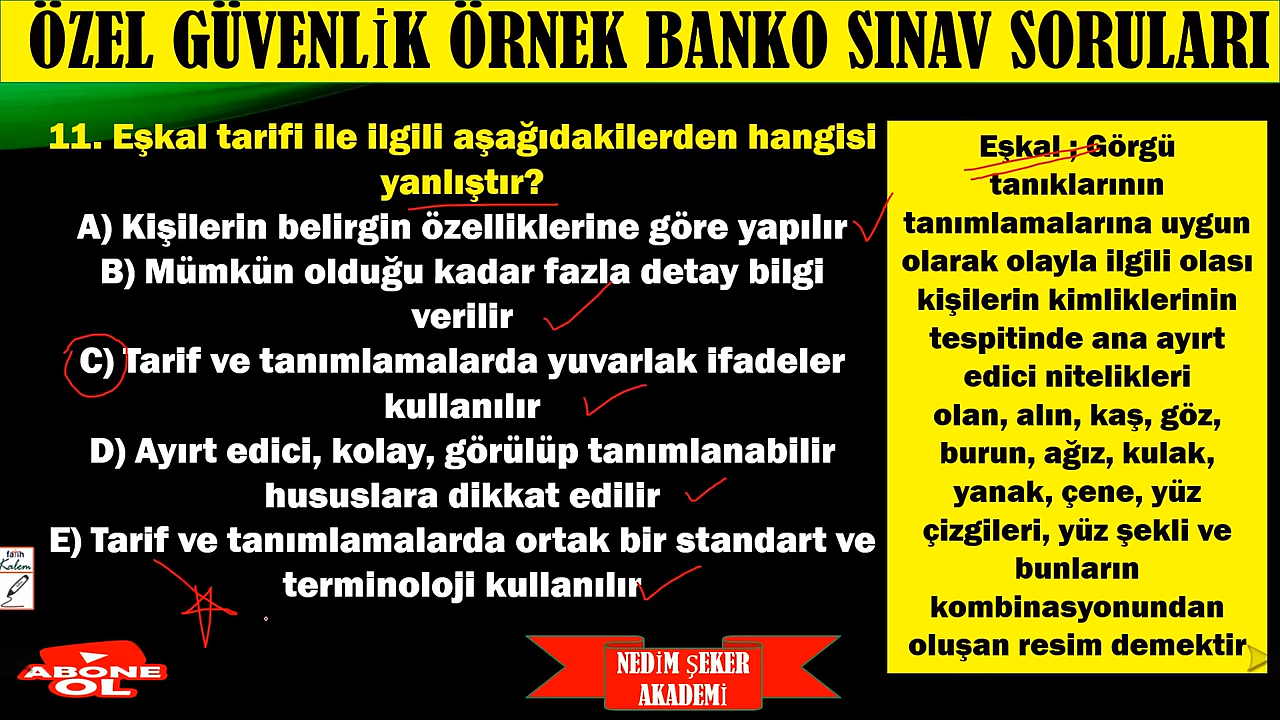 ÖZEL GÜVENLİK ÖRNEK BANKO SINAV SORULARI
11. Eşkal tarifi ile ilgili aşağıdakilerden hangisi
yanlıştır?
A) Kişilerin belirgin özelliklerine göre yapılır
B) Mümkün olduğu kadar fazla detay bilgi
verilir
C) Tarif ve tanımlamalarda yuvarlak ifadeler
kullanılır
D) Ayırt edici, kolay, görülüp tanımlanabilir
hususlara dikkat edilir
E) Tarif ve tanımlamalarda ortak bir standart ve
terminoloji kullanılır
Eşkal ; Görgü
tanıklarının
tanımlamalarına uygun
olarak olayla ilgili olası
kişilerin kimliklerinin
tespitinde ana ayırt
edici nitelikleri
olan, alın, kaş, göz,
burun, ağız, kulak,
yanak, çene, yüz
çizgileri, yüz şekli ve
bunların
kombinasyonundan
oluşan resim demektir
fatih
Kalem
ABONE
OL
NEDİM ŞEKER
AKADEMİ